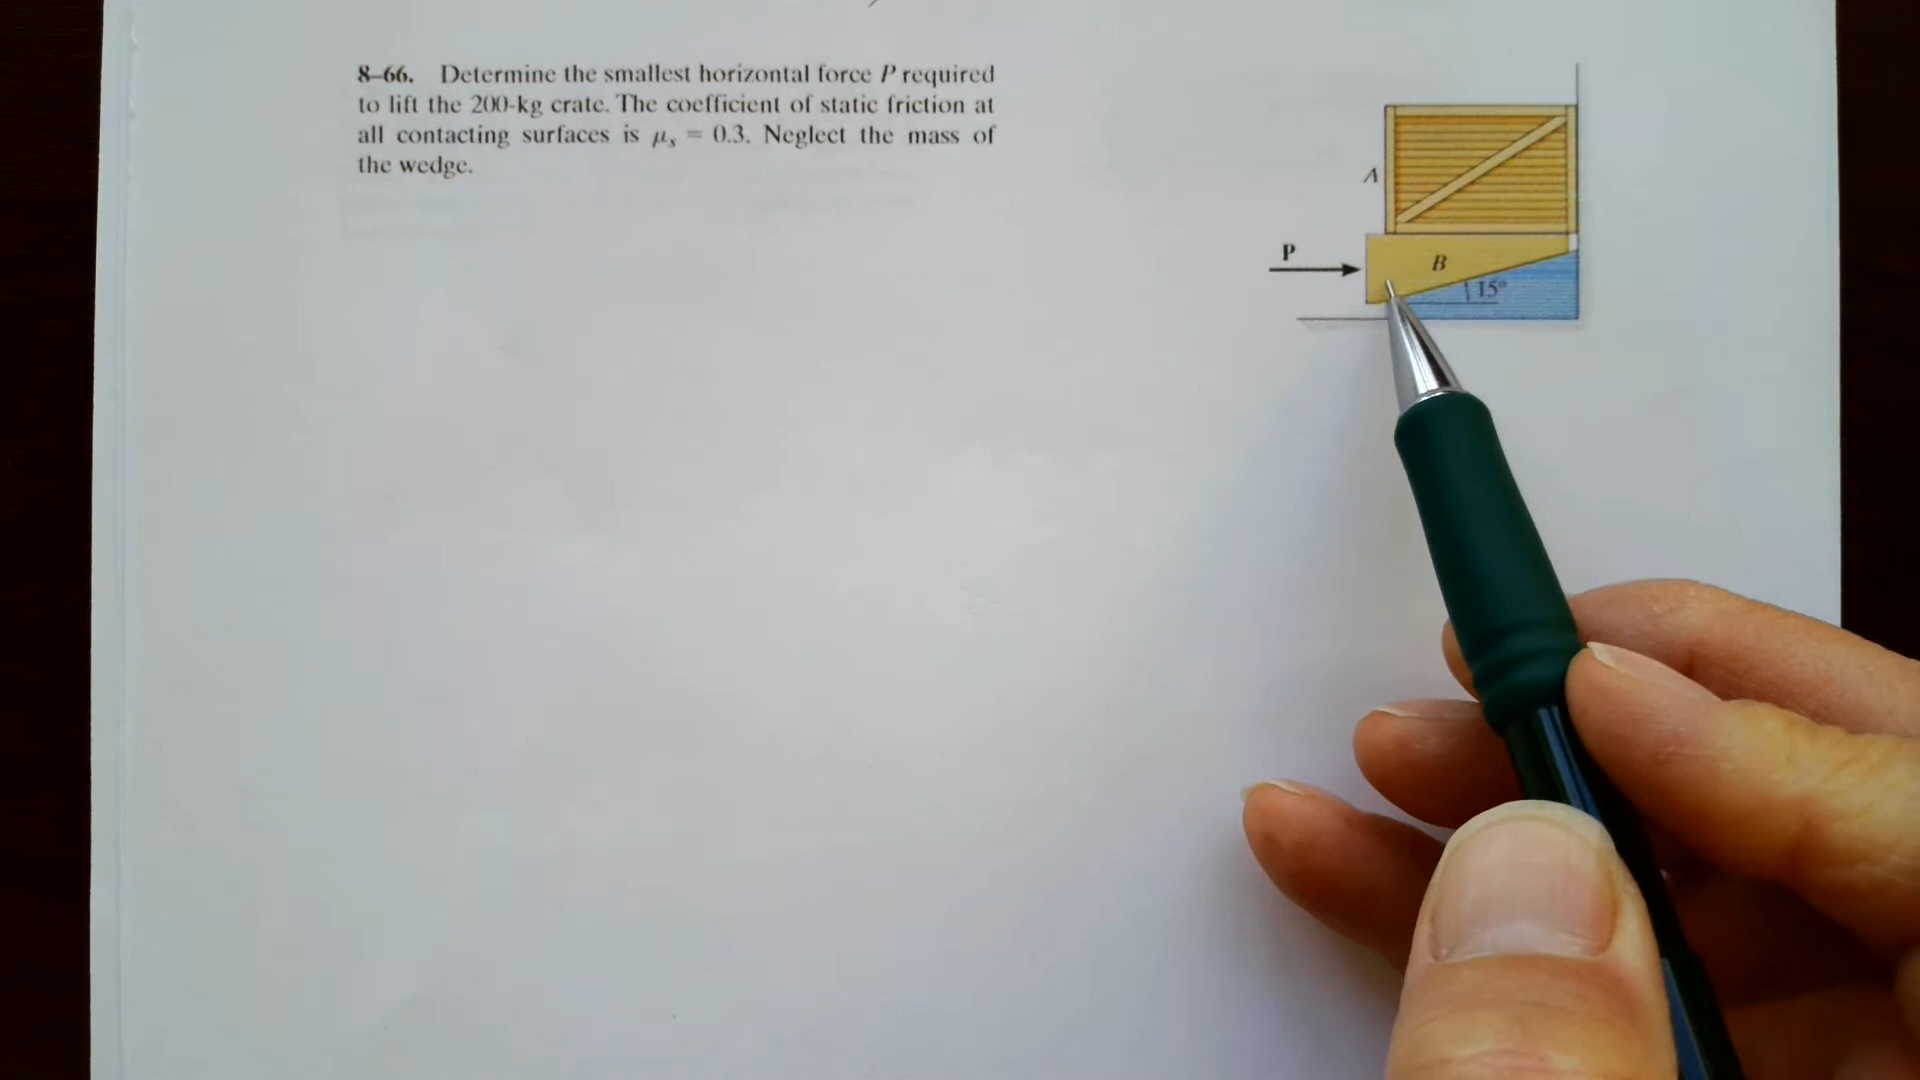 8–66. Determine the smallest horizontal force P required
to lift the 200-kg crate. The coefficient of static friction at
all contacting surfaces is μs = 0.3. Neglect the mass of
the wedge.
A
P
B
15°